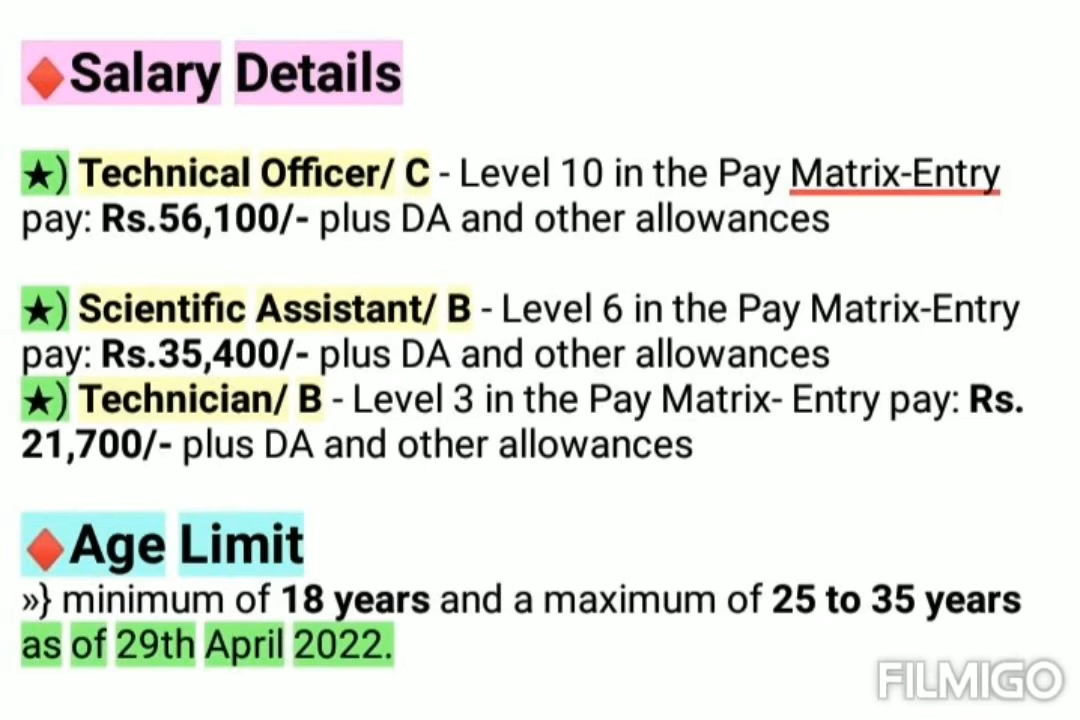 ♦Salary Details
★) Technical Officer/ C - Level 10 in the Pay Matrix-Entry
pay: Rs.56,100/- plus DA and other allowances
★) Scientific Assistant/ B - Level 6 in the Pay Matrix-Entry
pay: Rs.35,400/- plus DA and other allowances
★) Technician/ B - Level 3 in the Pay Matrix- Entry pay: Rs.
21,700/- plus DA and other allowances
♦Age Limit
»} minimum of 18 years and a maximum of 25 to 35 years
as of 29th April 2022.
FILMIGO